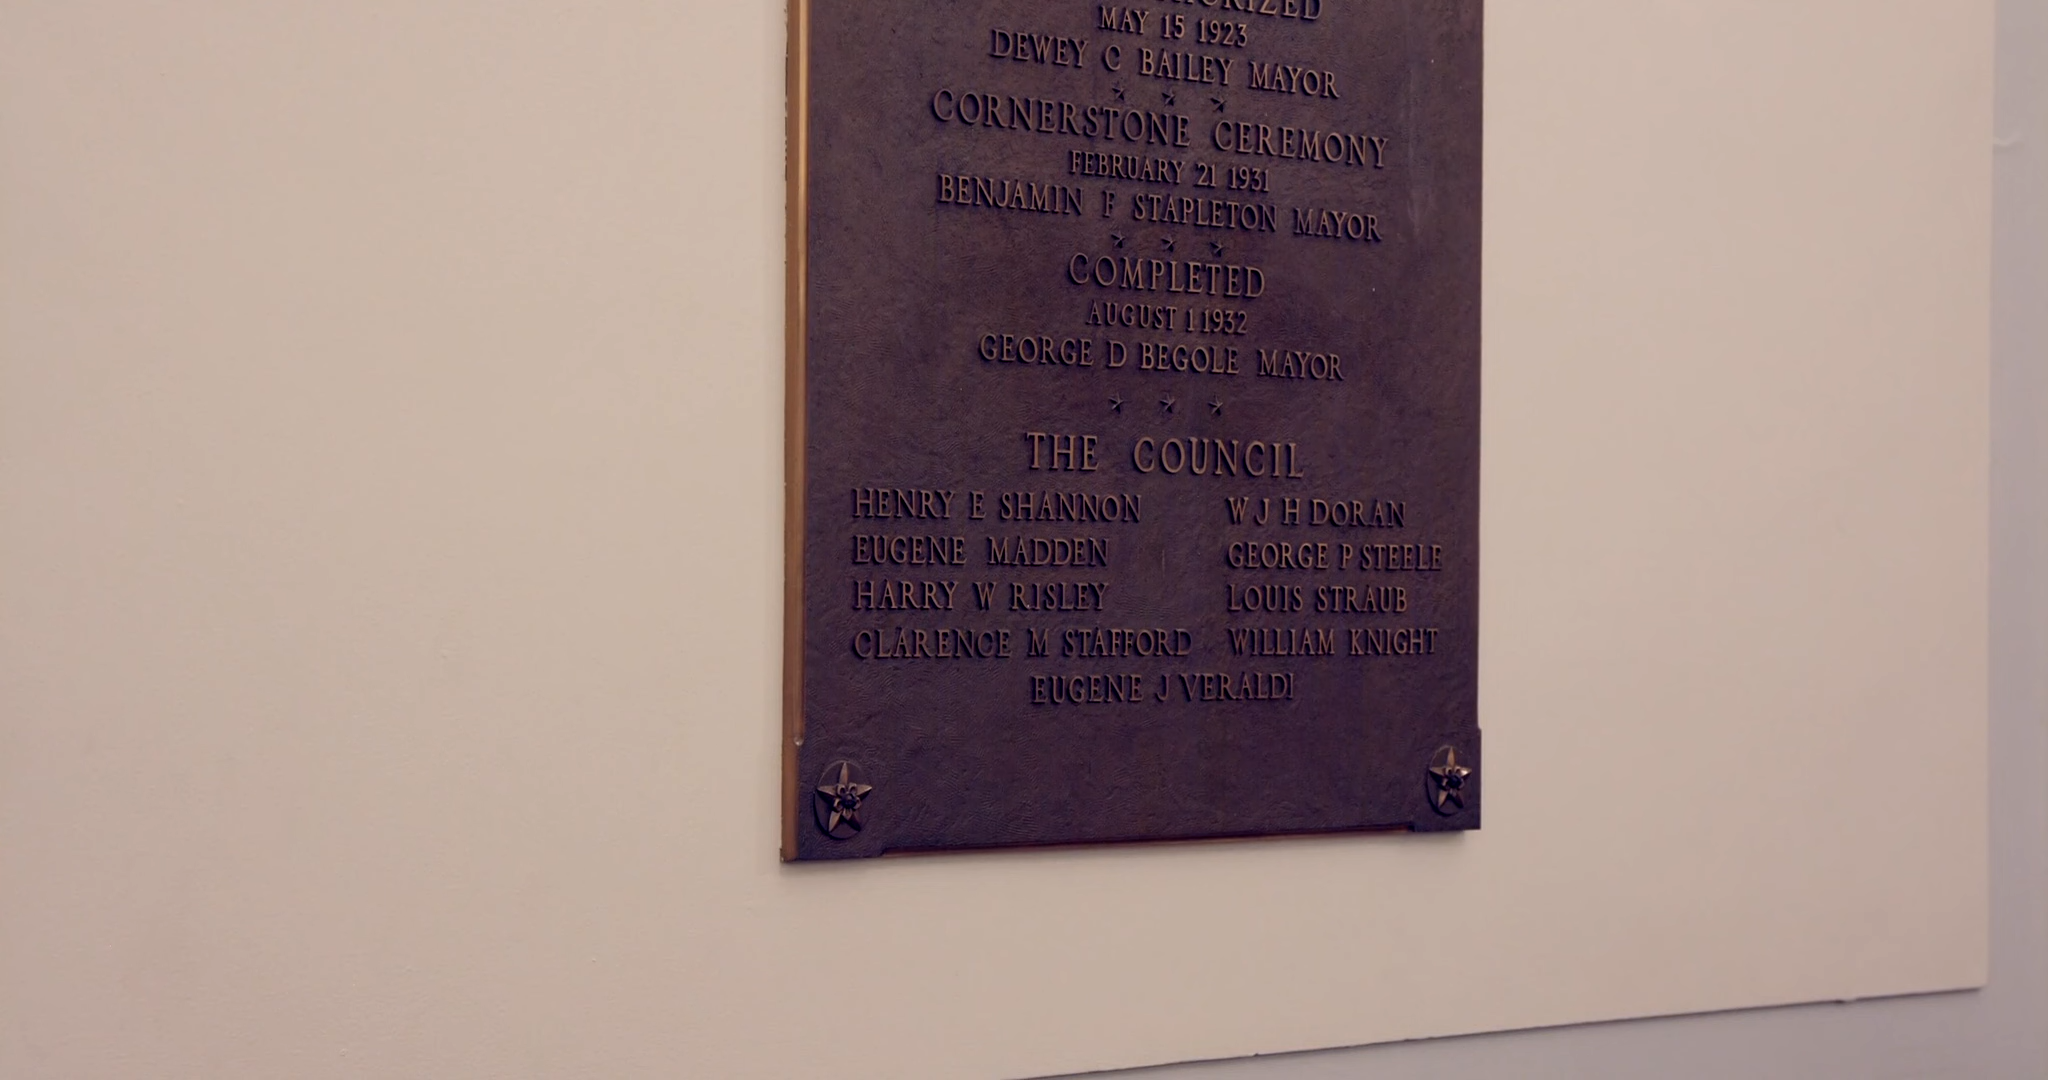 MAY 15 1923
DEWEY C BAILEY MAYOR
CORNERSTONE CEREMONY
FEBRUARY 21 1931
BENJAMIN F STAPLETON MAYOR
COMPLETED
AUGUST 1 1932
GEORGE D BEGOLE MAYOR
THE COUNCIL
HENRY E SHANNON W J H DORAN
EUGENE MADDEN GEORGE P STEELE
HARRY W RISLEY LOUIS STRAUB
CLARENCE M STAFFORD WILLIAM KNIGHT
EUGENE J VERALDI